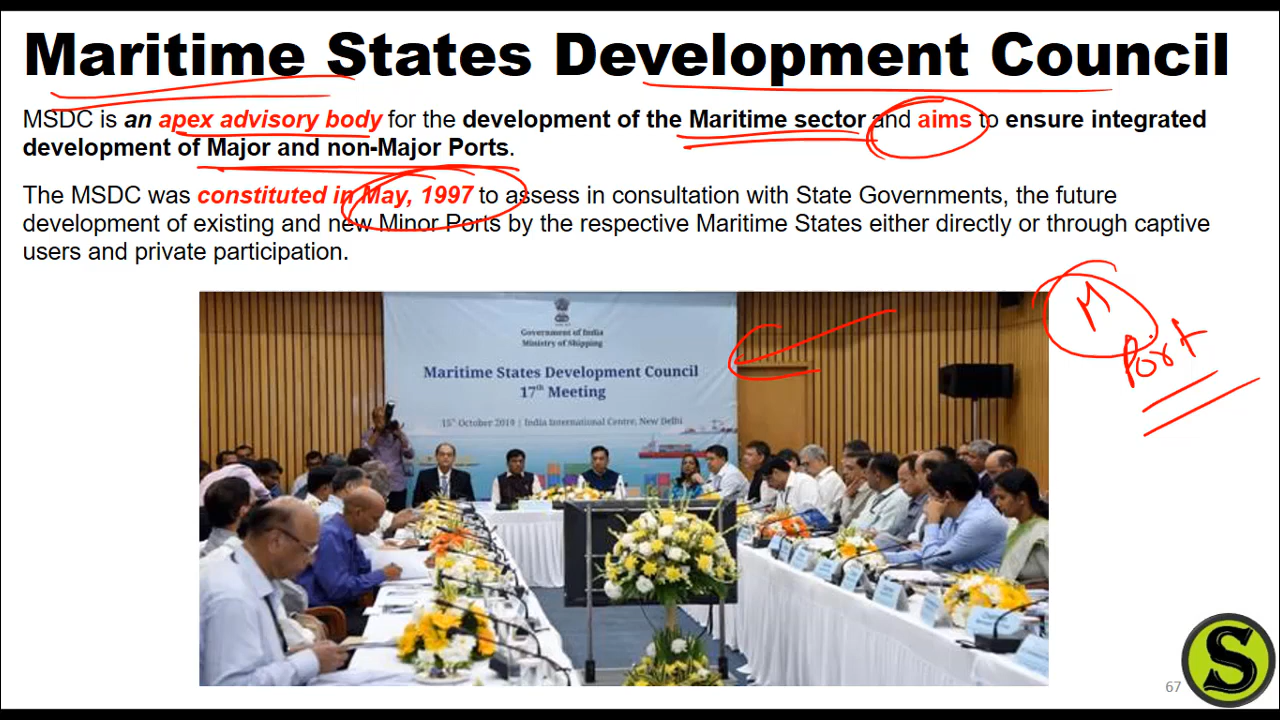 Maritime States Development Council
MSDC is an apex advisory body for the development of the Maritime sector and aims to ensure integrated
development of Major and non-Major Ports.
The MSDC was constituted in May, 1997 to assess in consultation with State Governments, the future
development of existing and new Minor Ports by the respective Maritime States either directly or through captive
users and private participation.
Government of India
Ministry of Shipping
Maritime States Development Council
17th Meeting
15th October 2019 | India International Centre, New Delhi
M
Port
67
S